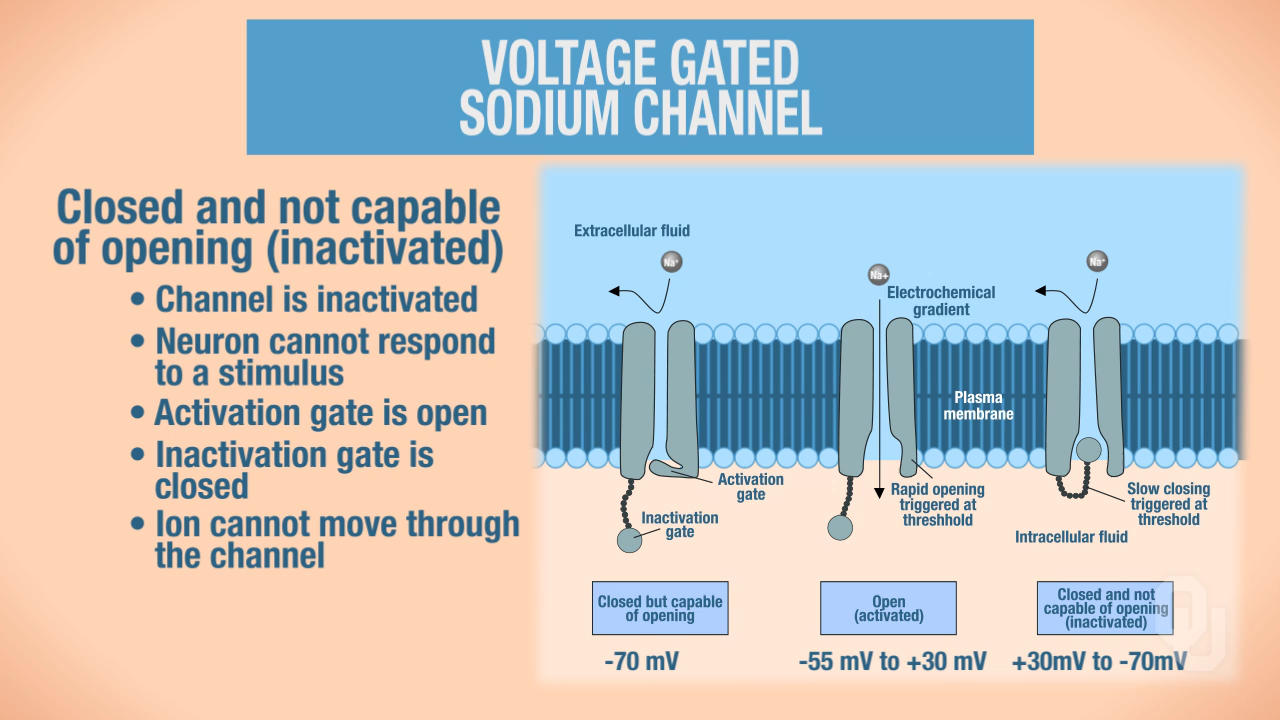 VOLTAGE GATED
SODIUM CHANNEL
Closed and not capable
of opening (inactivated)
• Channel is inactivated
• Neuron cannot respond
to a stimulus
• Activation gate is open
• Inactivation gate is
closed
• Ion cannot move through
the channel
Extracellular fluid
Na⁺
Na+
Na⁺
Electrochemical
gradient
Plasma
membrane
Activation
gate
Inactivation
gate
Rapid opening
triggered at
threshhold
Slow closing
triggered at
threshold
Intracellular fluid
Closed but capable
of opening
Open
(activated)
Closed and not
capable of opening
(inactivated)
-70 mV
-55 mV to +30 mV
+30mV to -70mV
OU